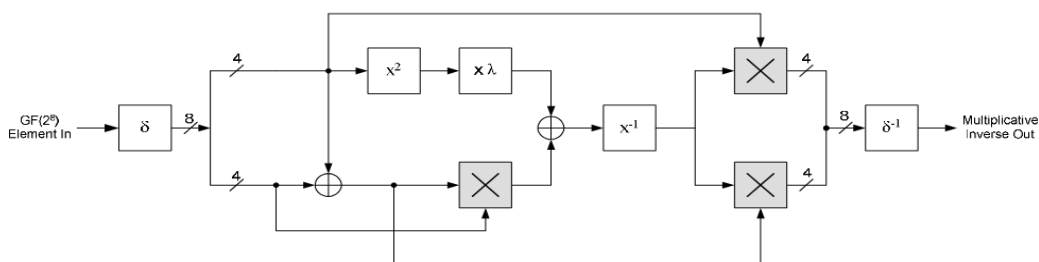 4
x²
x λ
4
GF(2⁸)
Element In
δ
8
x⁻¹
8
δ⁻¹
Multiplicative
Inverse Out
4
4